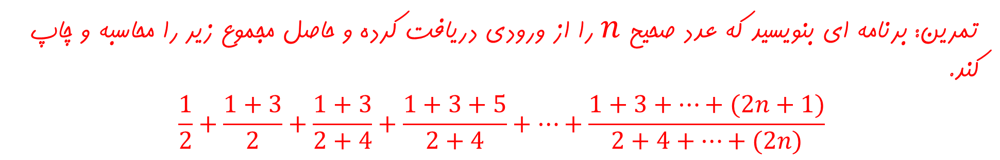 تمرین: برنامه ای بنویسید که عدد صحیح n را از ورودی دریافت کرده و حاصل مجموع زیر را محاسبه و چاپ
کند.
\frac{1}{2} + \frac{1+3}{2} + \frac{1+3}{2+4} + \frac{1+3+5}{2+4} + \cdots + \frac{1+3+\cdots+(2n+1)}{2+4+\cdots+(2n)}